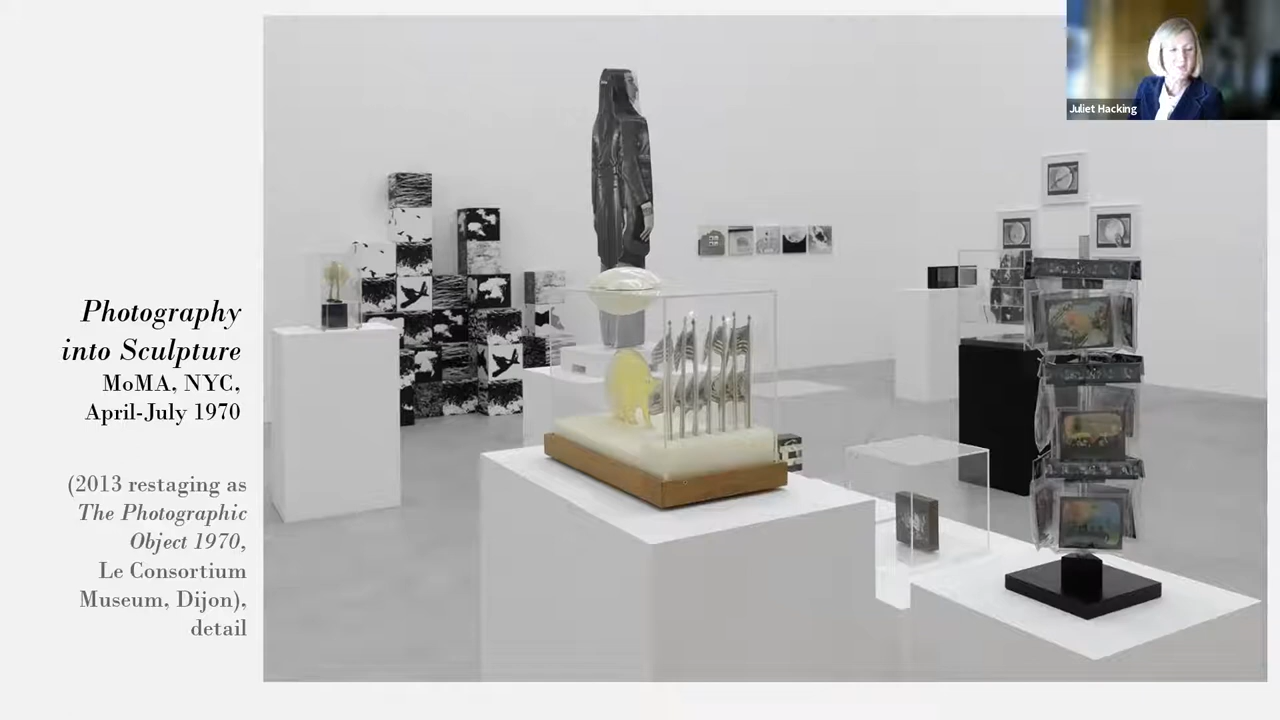 Juliet Hacking
Photography
into Sculpture
MoMA, NYC,
April-July 1970
(2013 restaging as
The Photographic
Object 1970,
Le Consortium
Museum, Dijon),
detail